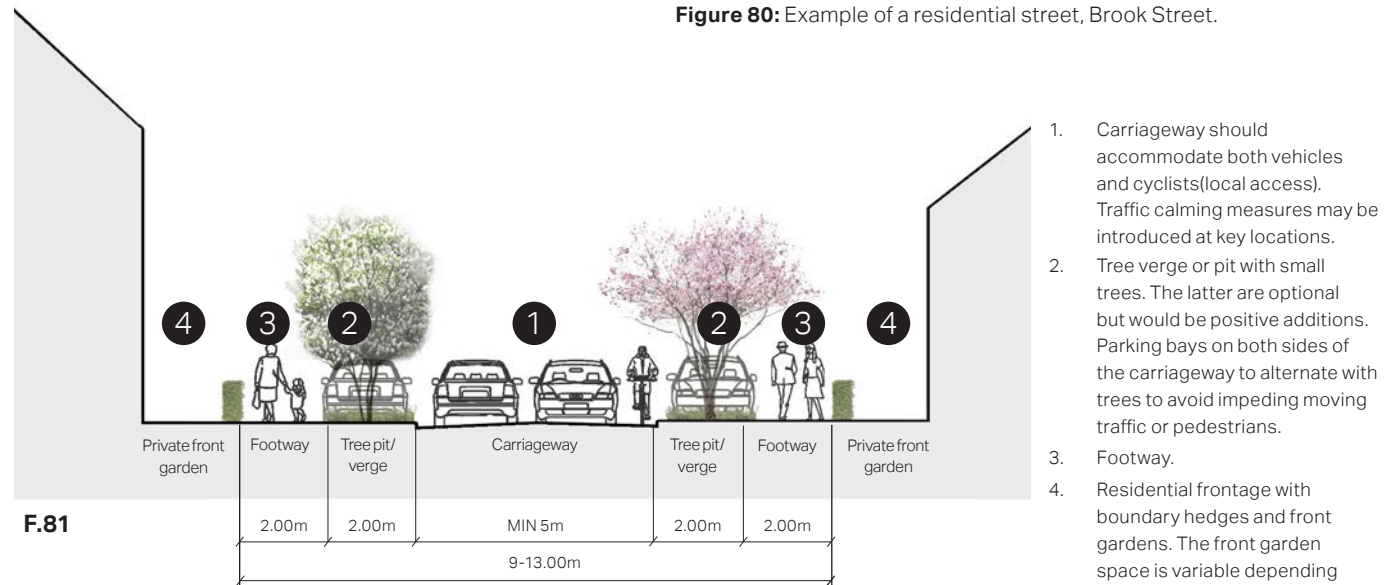 Figure 80: Example of a residential street, Brook Street.
4 3 2 1 2 3 4
Private front
garden
Footway
Tree pit/
verge
Carriageway
Tree pit/
verge
Footway
Private front
garden
F.81
2.00m 2.00m MIN 5m 2.00m 2.00m
9-13.00m
1. Carriageway should
accommodate both vehicles
and cyclists(local access).
Traffic calming measures may be
introduced at key locations.
2. Tree verge or pit with small
trees. The latter are optional
but would be positive additions.
Parking bays on both sides of
the carriageway to alternate with
trees to avoid impeding moving
traffic or pedestrians.
3. Footway.
4. Residential frontage with
boundary hedges and front
gardens. The front garden
space is variable depending